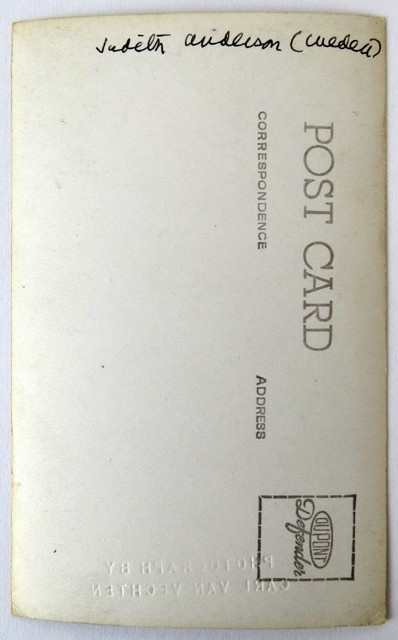 Judith Anderson (Medea)
POST CARD
CORRESPONDENCE
ADDRESS
DUPONT
Defender
PHOTOGRAPH BY
CARL VAN VECHTEN